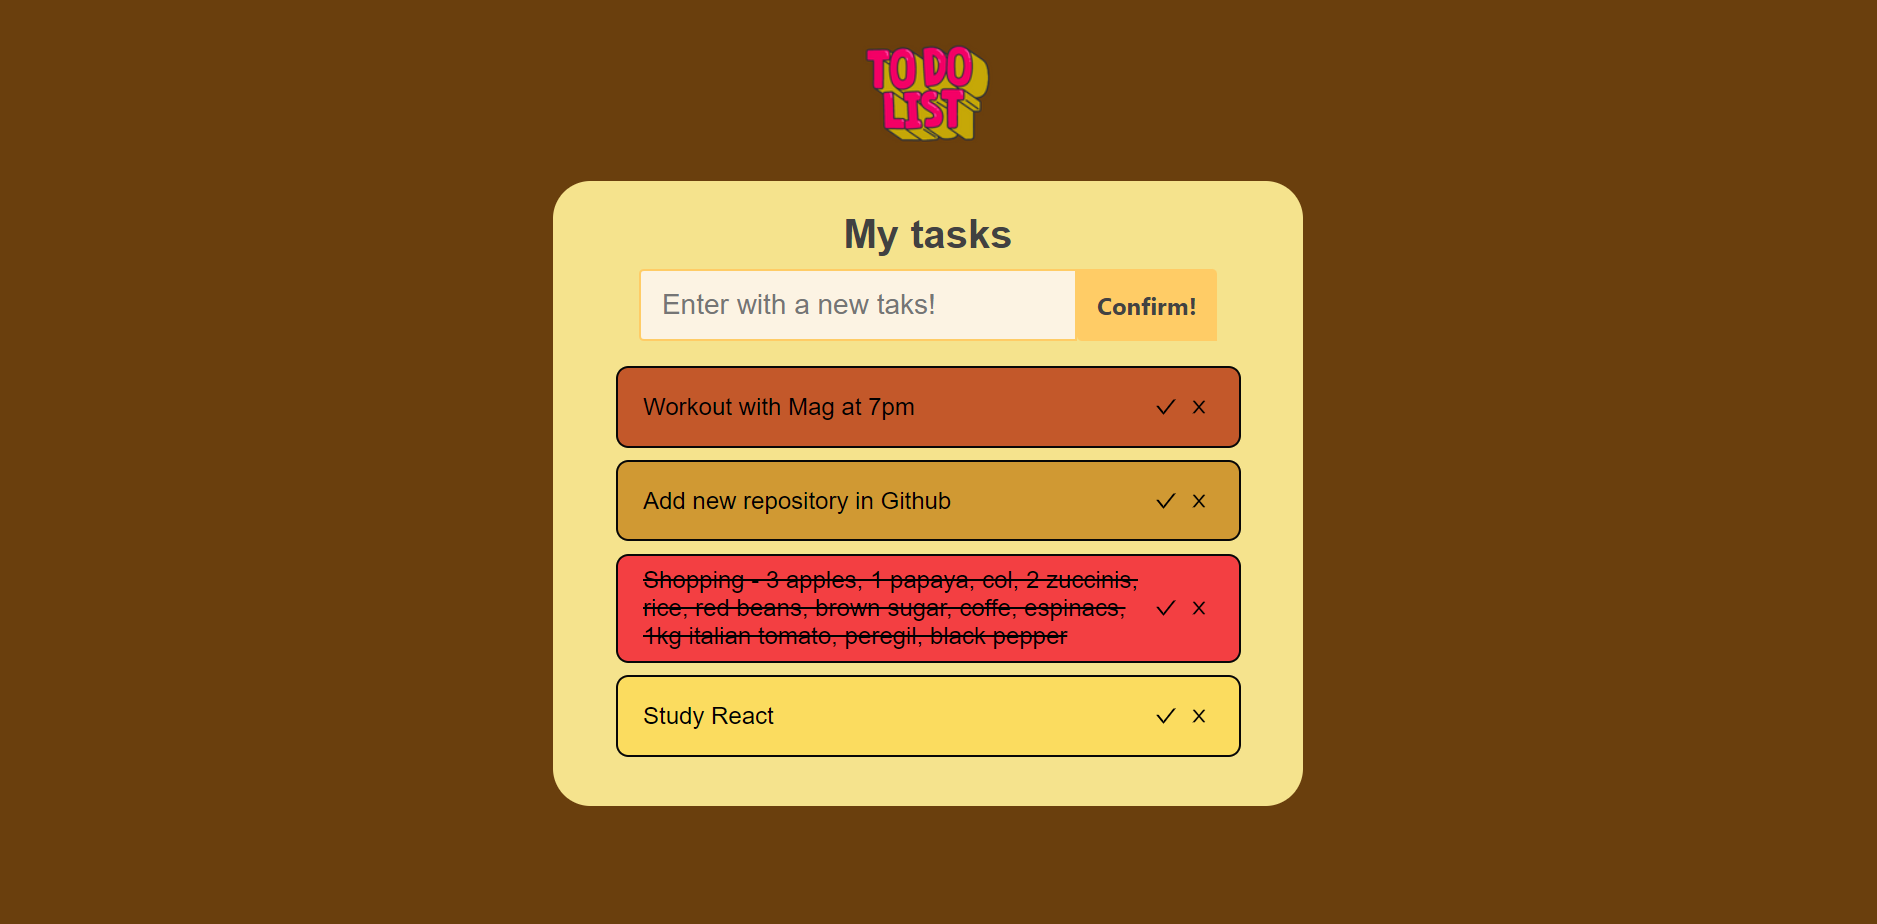 TO DO
LIST
My tasks
Enter with a new taks!
Confirm!
Workout with Mag at 7pm
Add new repository in Github
Shopping - 3 apples, 1 papaya, col, 2 zuccinis,
rice, red beans, brown sugar, coffe, espinacs,
1kg italian tomato, peregil, black pepper
Study React